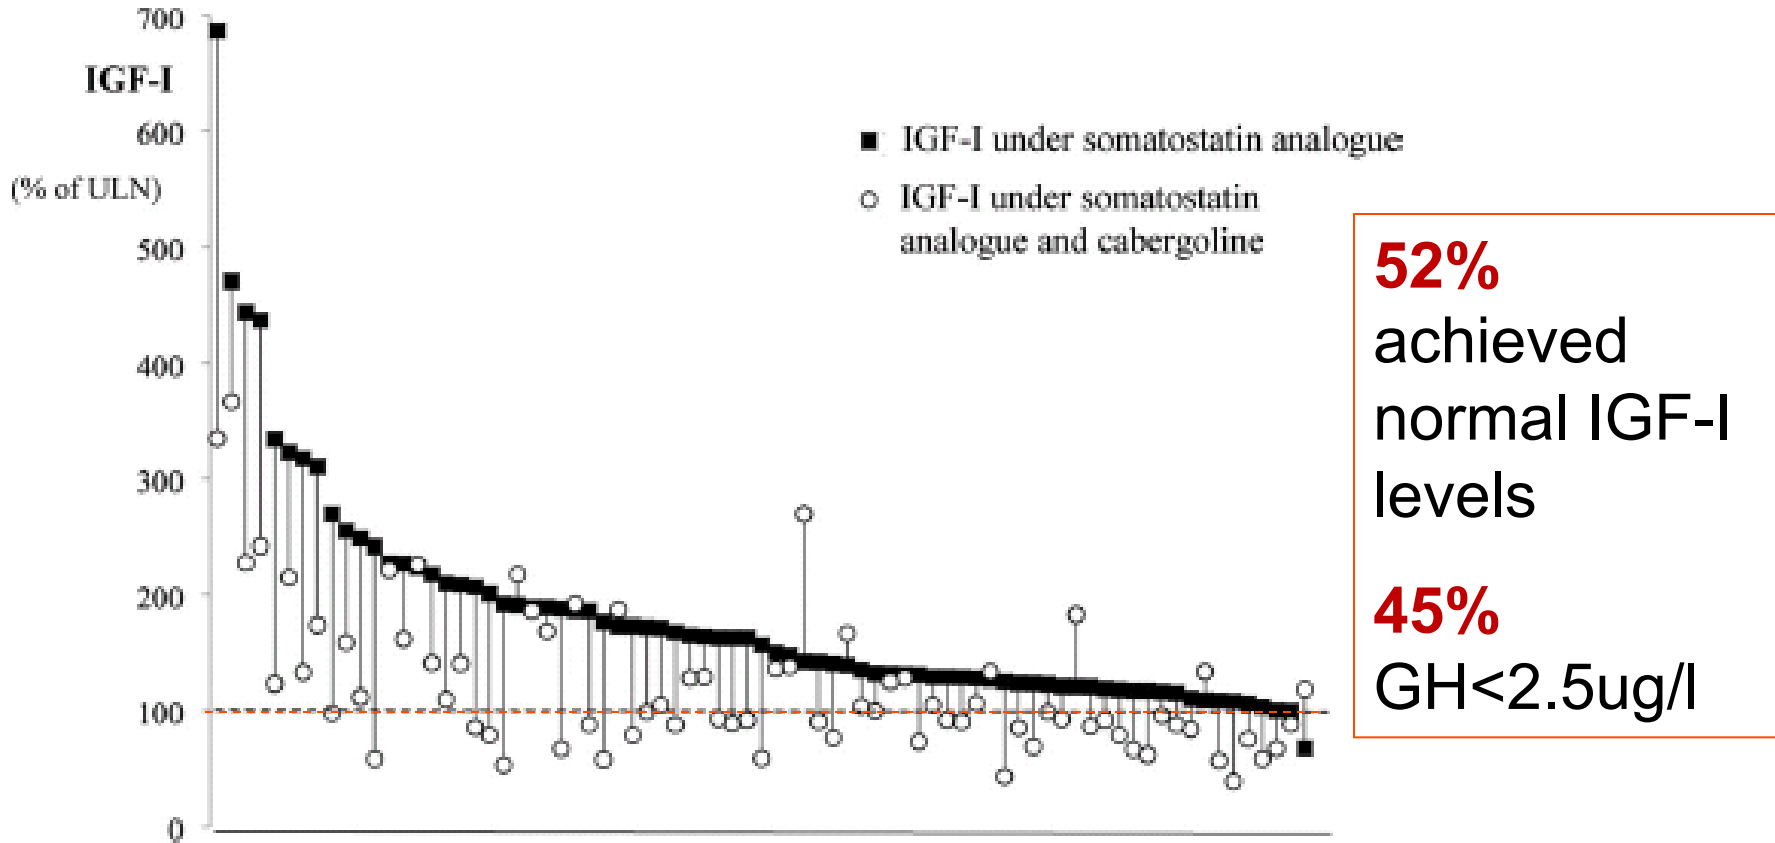 700
IGF-I
600
(% of ULN)
500
400
300
200
100
0
IGF-I under somatostatin analogue
IGF-I under somatostatin
analogue and cabergoline
52%
achieved
normal IGF-I
levels
45%
GH<2.5ug/l